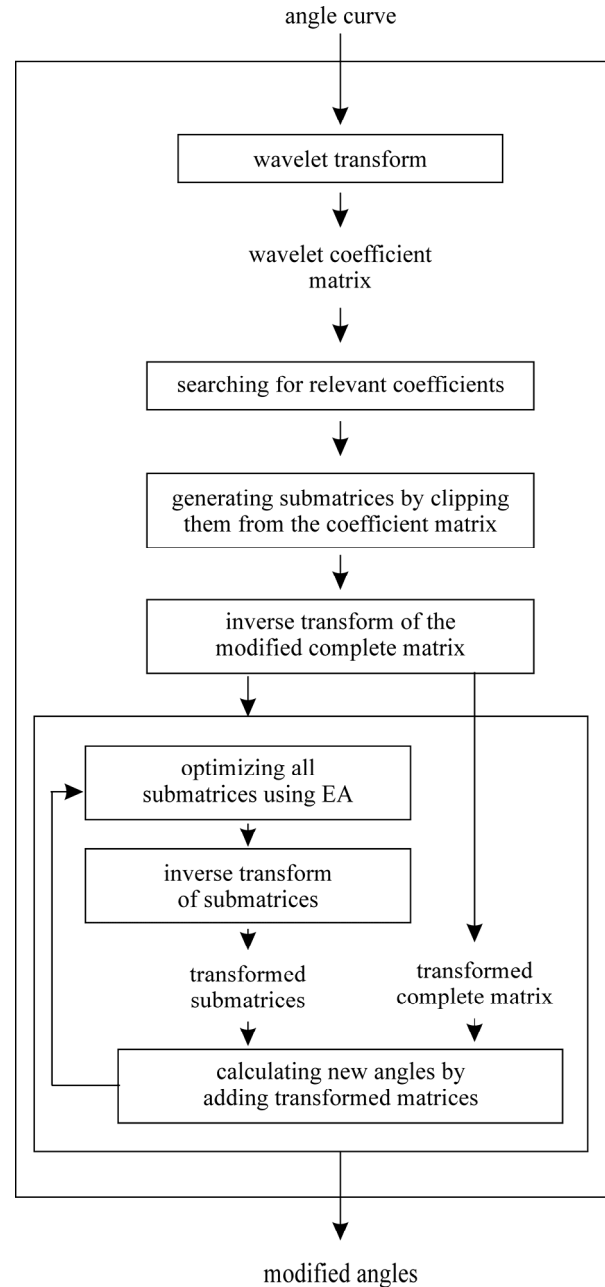 angle curve
wavelet transform
wavelet coefficient
matrix
searching for relevant coefficients
generating submatrices by clipping
them from the coefficient matrix
inverse transform of the
modified complete matrix
optimizing all
submatrices using EA
inverse transform
of submatrices
transformed
submatrices
transformed
complete matrix
calculating new angles by
adding transformed matrices
modified angles